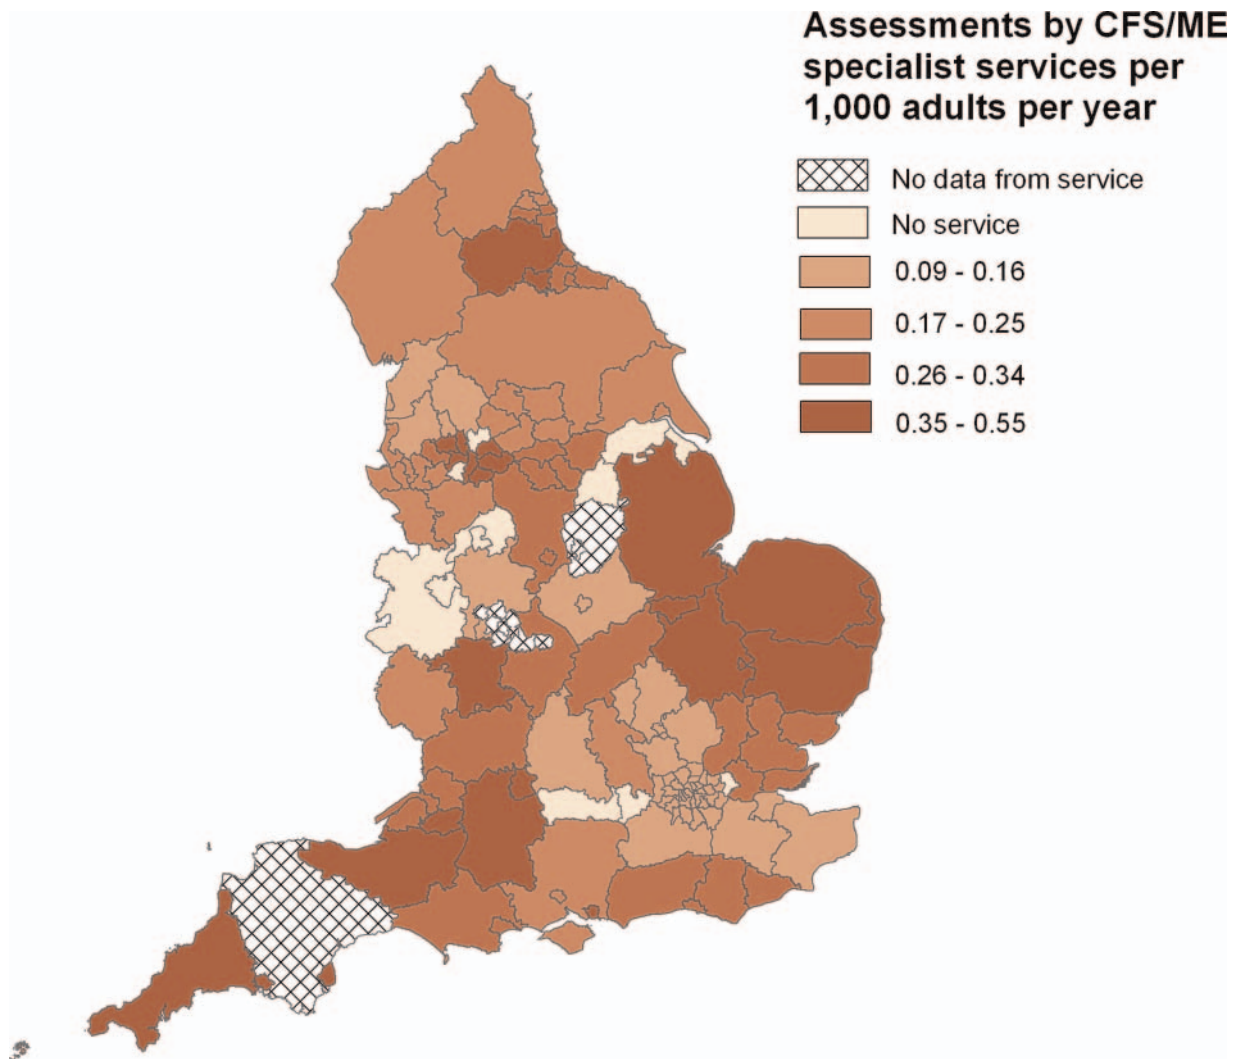 Assessments by CFS/ME
specialist services per
1,000 adults per year
No data from service
No service
0.09 - 0.16
0.17 - 0.25
0.26 - 0.34
0.35 - 0.55